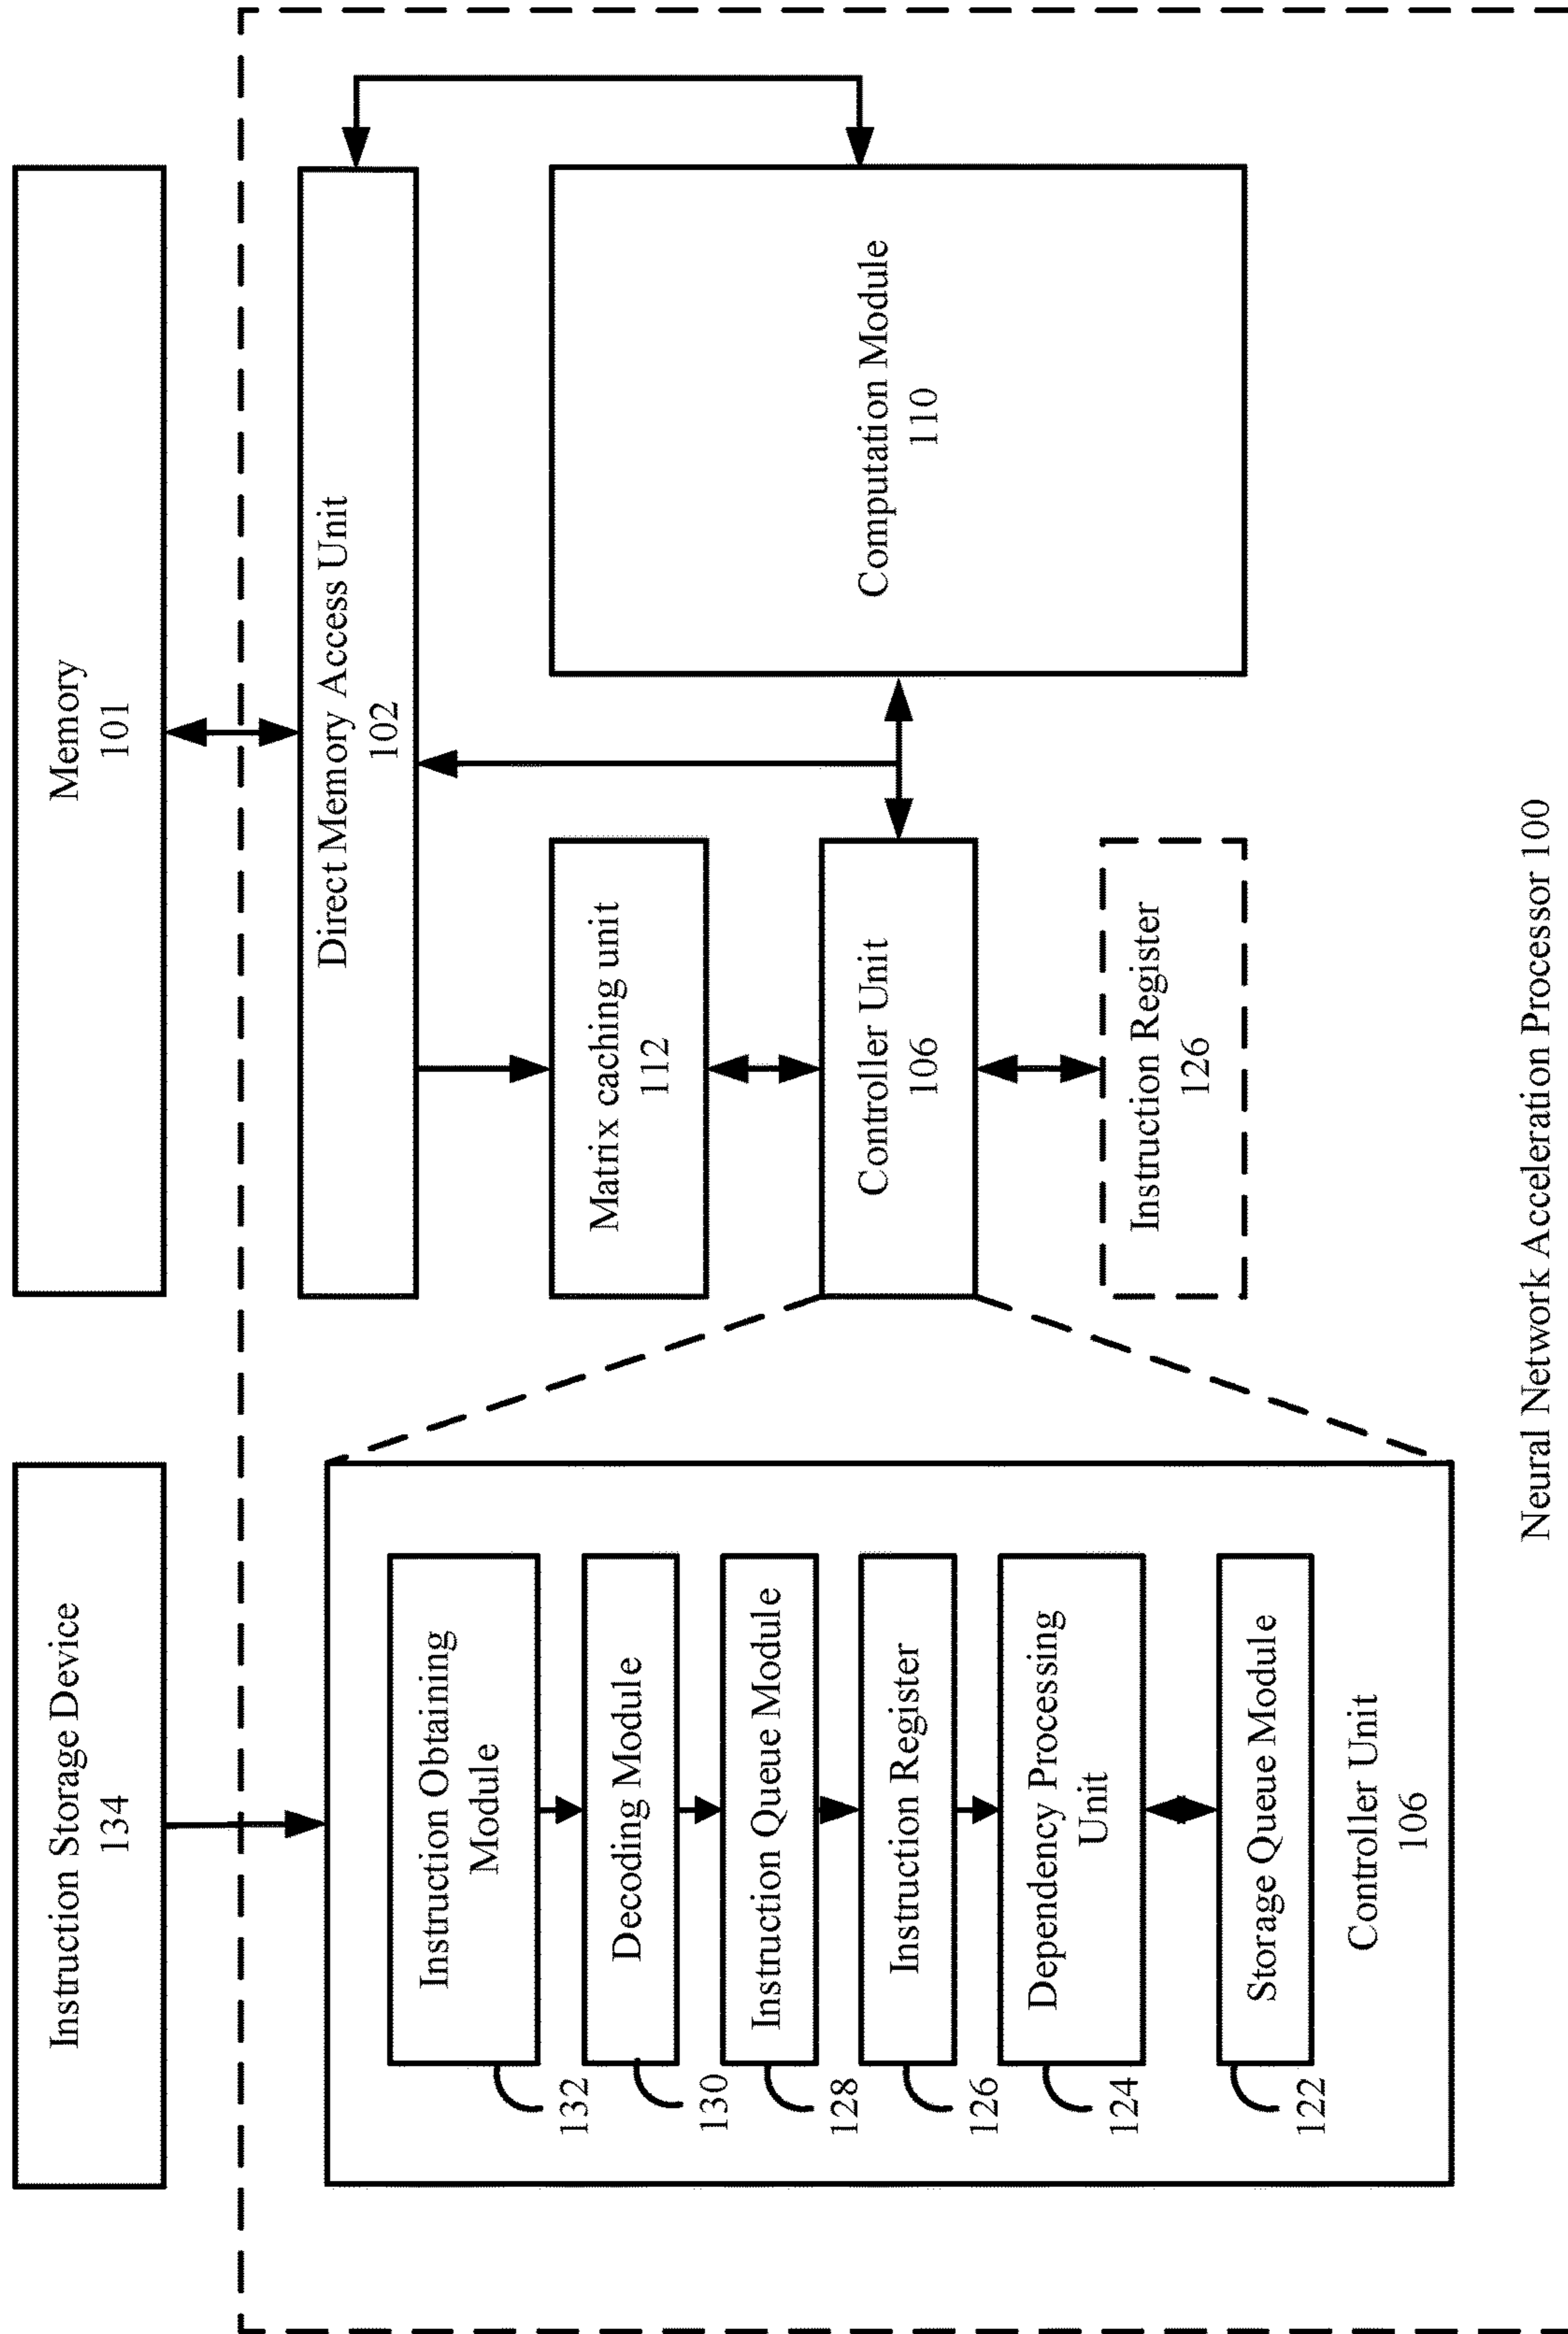 Instruction Storage Device
134
Memory
101
Instruction Obtaining
Module
132
Decoding Module
130
Instruction Queue Module
128
Instruction Register
126
Dependency Processing
Unit
124
Storage Queue Module
122
Controller Unit
106
Direct Memory Access Unit
102
Matrix caching unit
112
Controller Unit
106
Instruction Register
126
Computation Module
110
Neural Network Acceleration Processor 100